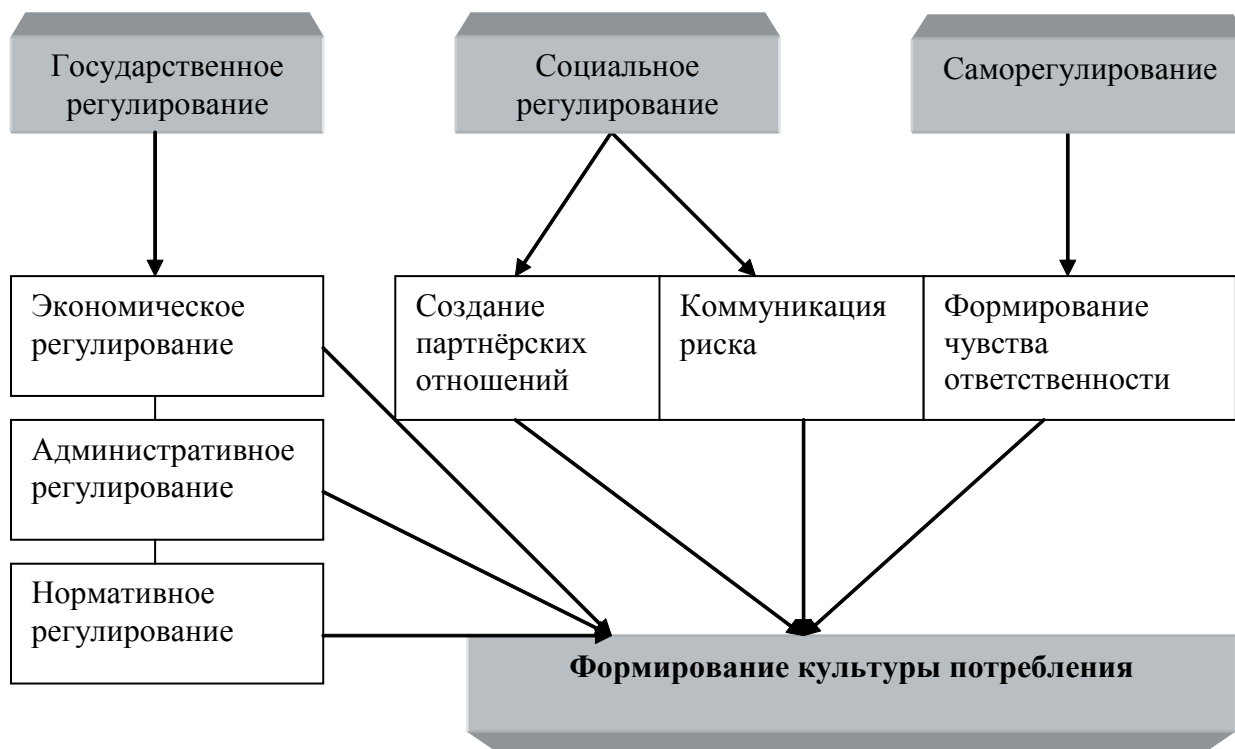 Государственное
регулирование
Социальное
регулирование
Саморегулирование
Экономическое
регулирование
Создание
партнёрских
отношений
Коммуникация
риска
Формирование
чувства
ответственности
Административное
регулирование
Нормативное
регулирование
Формирование культуры потребления